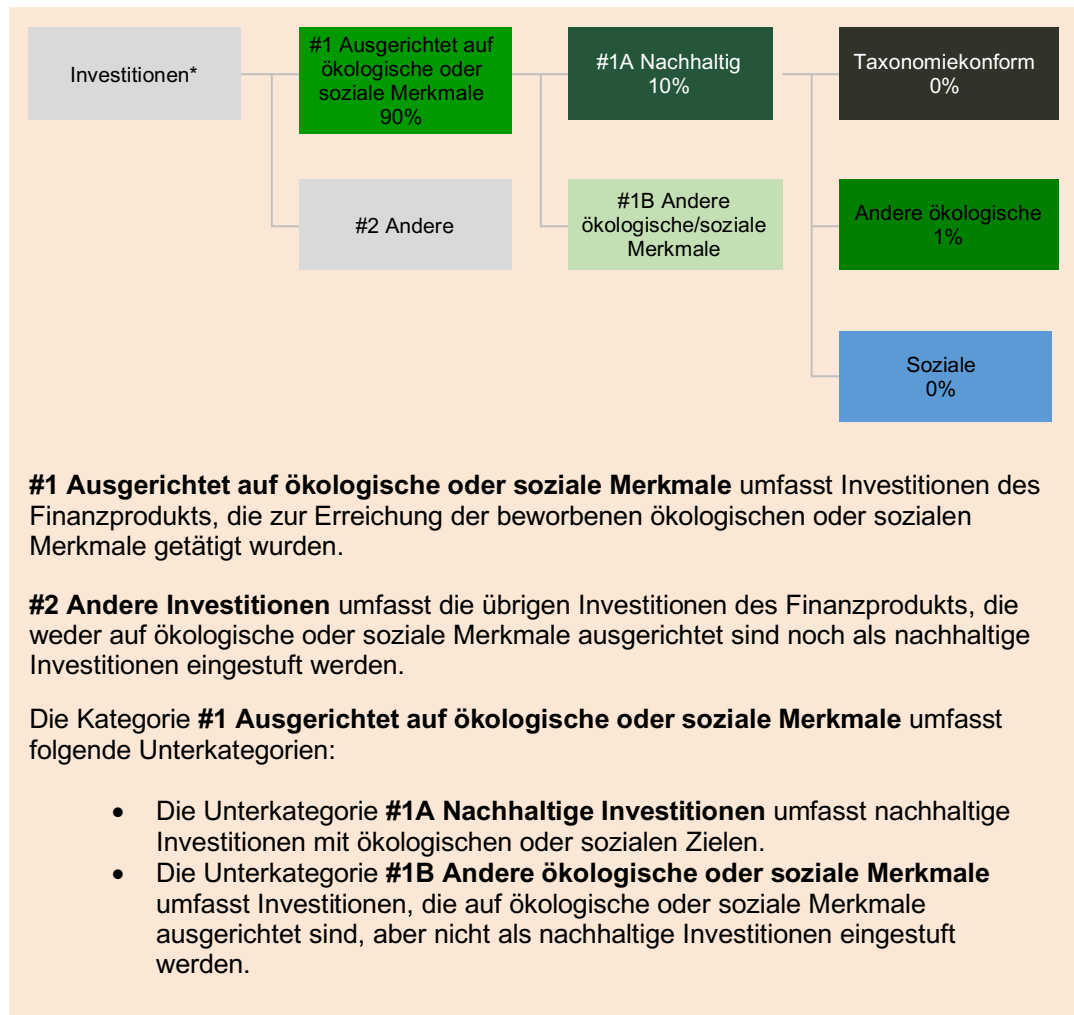 Investitionen*
#1 Ausgerichtet auf
ökologische oder
soziale Merkmale
90%
#1A Nachhaltig
10%
Taxonomiekonform
0%
#2 Andere
#1B Andere
ökologische/soziale
Merkmale
Andere ökologische
1%
Soziale
0%
#1 Ausgerichtet auf ökologische oder soziale Merkmale umfasst Investitionen des
Finanzprodukts, die zur Erreichung der beworbenen ökologischen oder sozialen
Merkmale getätigt wurden.
#2 Andere Investitionen umfasst die übrigen Investitionen des Finanzprodukts, die
weder auf ökologische oder soziale Merkmale ausgerichtet sind noch als nachhaltige
Investitionen eingestuft werden.
Die Kategorie #1 Ausgerichtet auf ökologische oder soziale Merkmale umfasst
folgende Unterkategorien:
• Die Unterkategorie #1A Nachhaltige Investitionen umfasst nachhaltige
Investitionen mit ökologischen oder sozialen Zielen.
• Die Unterkategorie #1B Andere ökologische oder soziale Merkmale
umfasst Investitionen, die auf ökologische oder soziale Merkmale
ausgerichtet sind, aber nicht als nachhaltige Investitionen eingestuft
werden.